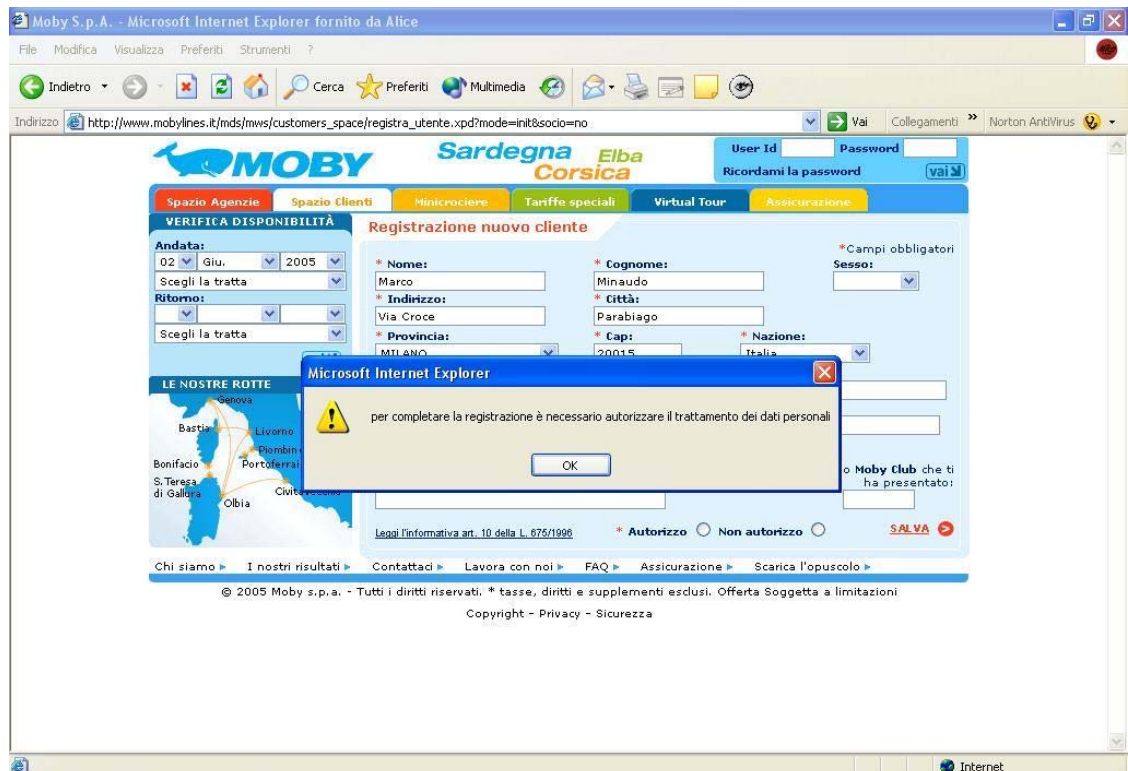 Moby S.p.A. - Microsoft Internet Explorer fornito da Alice
File Modifica Visualizza Preferiti Strumenti ?
Indietro Cerca Preferiti Multimedia
Indirizzo http://www.mobylines.it/mds/mws/customers_space/registra_utente.xpd?mode=init&socio=no Vai Collegamenti » Norton AntiVirus
MOBY Sardegna Elba Corsica
User Id Password
Ricordami la password vai
Spazio Agenzie Spazio Clienti Minicrociere Tariffe speciali Virtual Tour Assicurazione
VERIFICA DISPONIBILITÀ
Andata:
02 Giu. 2005
Scegli la tratta
Ritorno:
Scegli la tratta
LE NOSTRE ROTTE
Genova
Bastia
Livorno
Bonifacio
S.Teresa di Gallura
Olbia
Registrazione nuovo cliente
*Campi obbligatori
* Nome: * Cognome: Sesso:
Marco Minaudo
* Indirizzo: * Città:
Via Croce Parabiago
* Provincia: * Cap: * Nazione:
MILANO 20015 Italia
Microsoft Internet Explorer
per completare la registrazione è necessario autorizzare il trattamento dei dati personali
OK
o Moby Club che ti
ha presentato:
Leggi l'informativa art. 10 della L. 675/1996 * Autorizzo Non autorizzo SALVA
Chi siamo I nostri risultati Contattaci Lavora con noi FAQ Assicurazione Scarica l'opuscolo
© 2005 Moby s.p.a. - Tutti i diritti riservati. * tasse, diritti e supplementi esclusi. Offerta Soggetta a limitazioni
Copyright - Privacy - Sicurezza
Internet